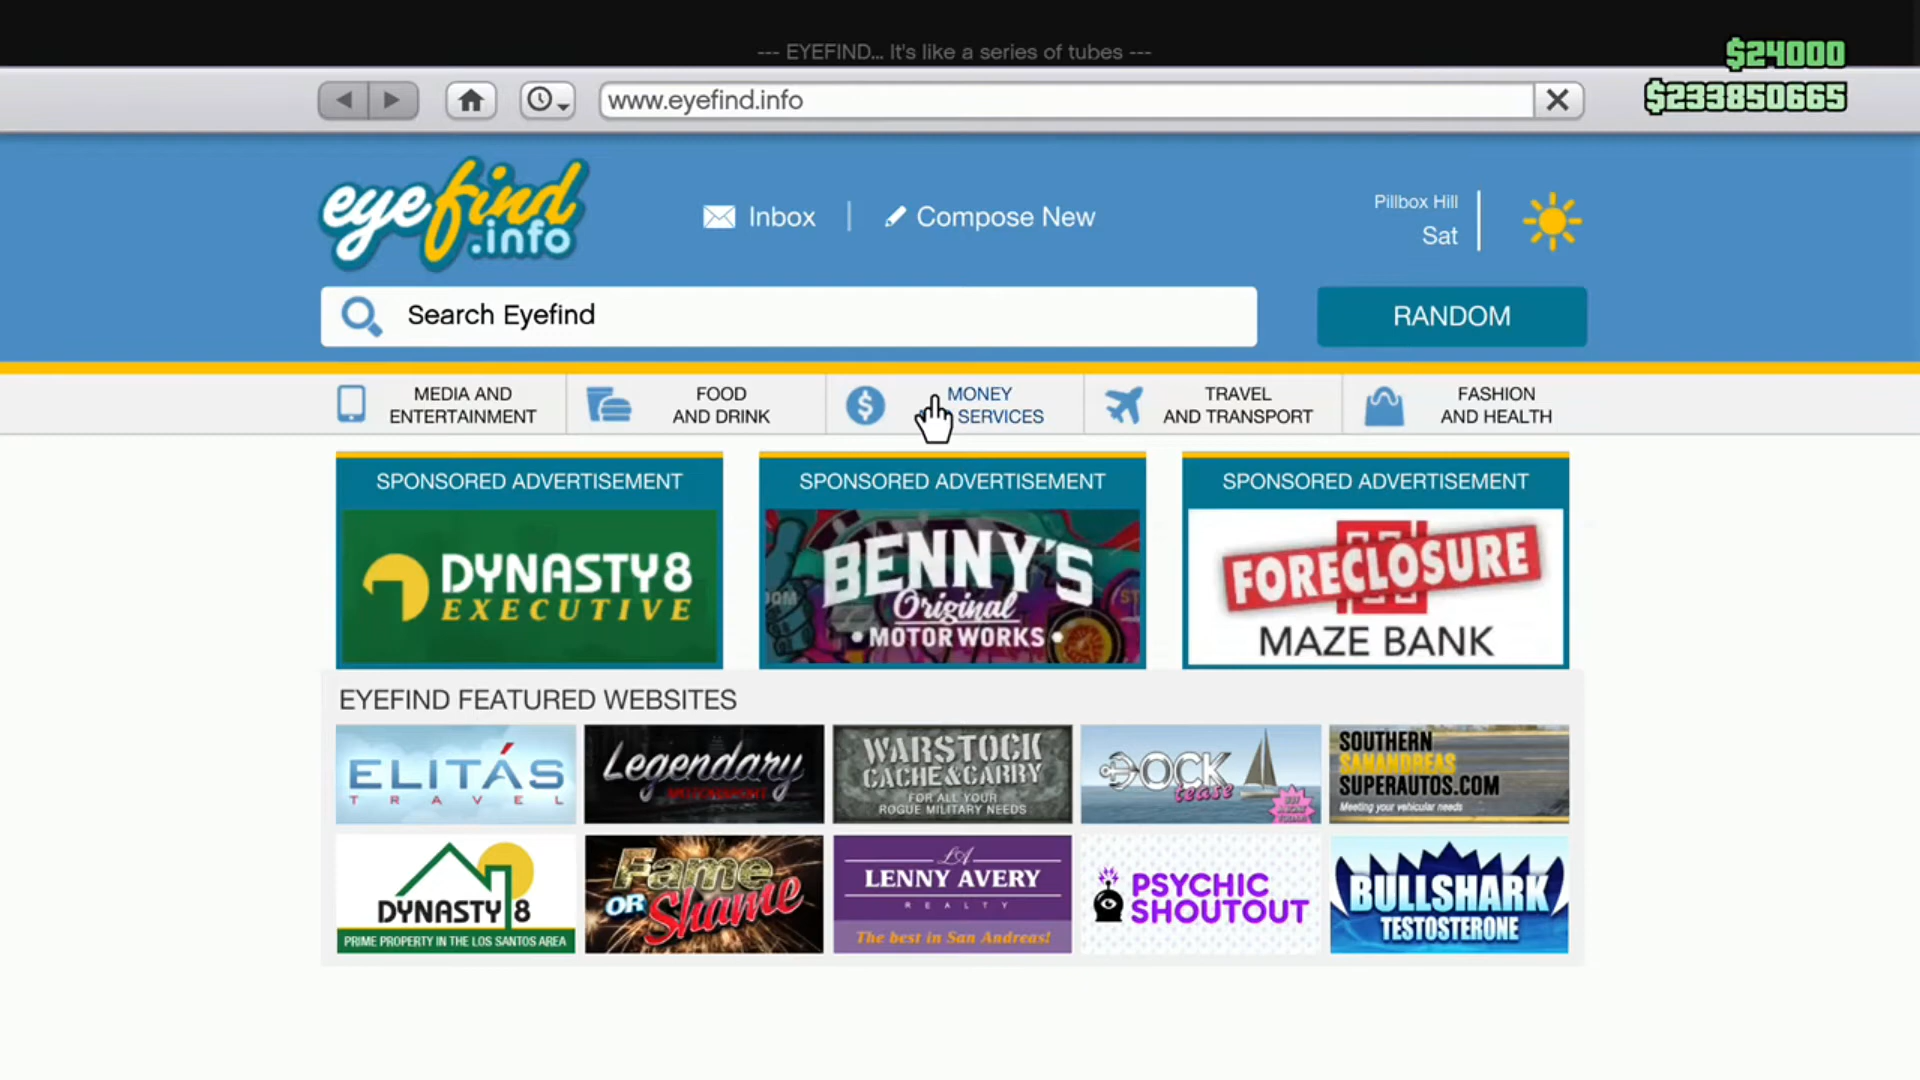 --- EYEFIND... It's like a series of tubes ---
$24000
www.eyefind.info
$233850665
eyefind
.info
Inbox
Compose New
Pillbox Hill
Sat
Search Eyefind
RANDOM
MEDIA AND
ENTERTAINMENT
FOOD
AND DRINK
MONEY
SERVICES
TRAVEL
AND TRANSPORT
FASHION
AND HEALTH
SPONSORED ADVERTISEMENT
DYNASTY8
EXECUTIVE
SPONSORED ADVERTISEMENT
BENNY'S
Original
• MOTORWORKS •
SPONSORED ADVERTISEMENT
FORECLOSURE
MAZE BANK
EYEFIND FEATURED WEBSITES
ELITÁS
TRAVEL
Legendary
MOTORSPORT
WARSTOCK
CACHE&CARRY
FOR ALL YOUR
ROGUE MILITARY NEEDS
DOCK
tease
SOUTHERN
SANANDREAS
SUPERAUTOS.COM
Meeting your vehicular needs
DYNASTY 8
PRIME PROPERTY IN THE LOS SANTOS AREA
Fame
OR Shame
LA
LENNY AVERY
REALTY
The best in San Andreas!
PSYCHIC
SHOUTOUT
BULLSHARK
TESTOSTERONE